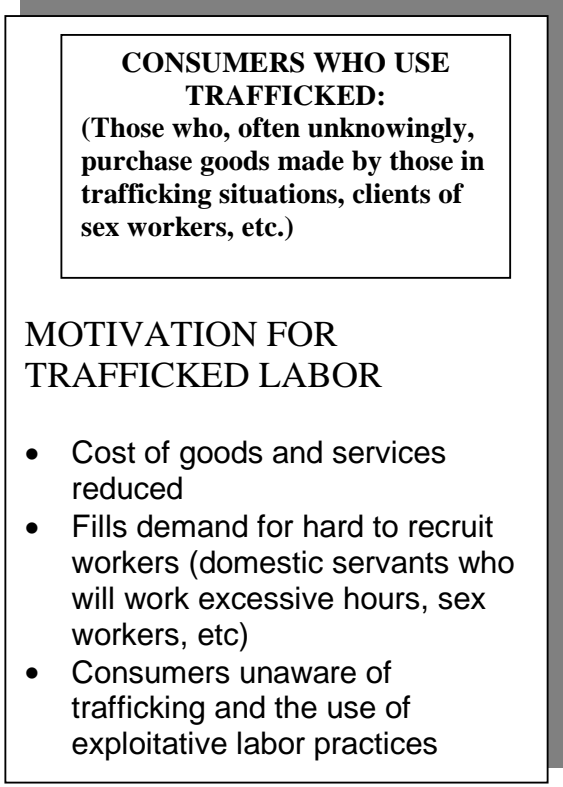 CONSUMERS WHO USE
TRAFFICKED:
(Those who, often unknowingly,
purchase goods made by those in
trafficking situations, clients of
sex workers, etc.)
MOTIVATION FOR
TRAFFICKED LABOR
• Cost of goods and services
reduced
• Fills demand for hard to recruit
workers (domestic servants who
will work excessive hours, sex
workers, etc)
• Consumers unaware of
trafficking and the use of
exploitative labor practices